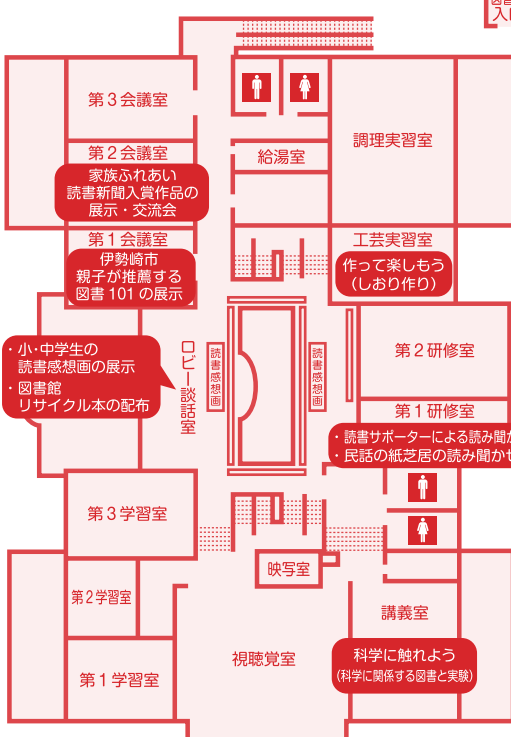 入
第3会議室
第2会議室
家族ふれあい
読書新聞入賞作品の
展示・交流会
給湯室
調理実習室
第1会議室
伊勢崎市
親子が推薦する
図書101の展示
工芸実習室
作って楽しもう
(しおり作り)
・小・中学生の
読書感想画の展示
・図書館
リサイクル本の配布
ロビー談話室
読書感想画
読書感想画
第2研修室
第1研修室
・読書サポーターによる読み聞か
・民話の紙芝居の読み聞かせ
第3学習室
映写室
第2学習室
講義室
視聴覚室
科学に触れよう
(科学に関係する図書と実験)
第1学習室